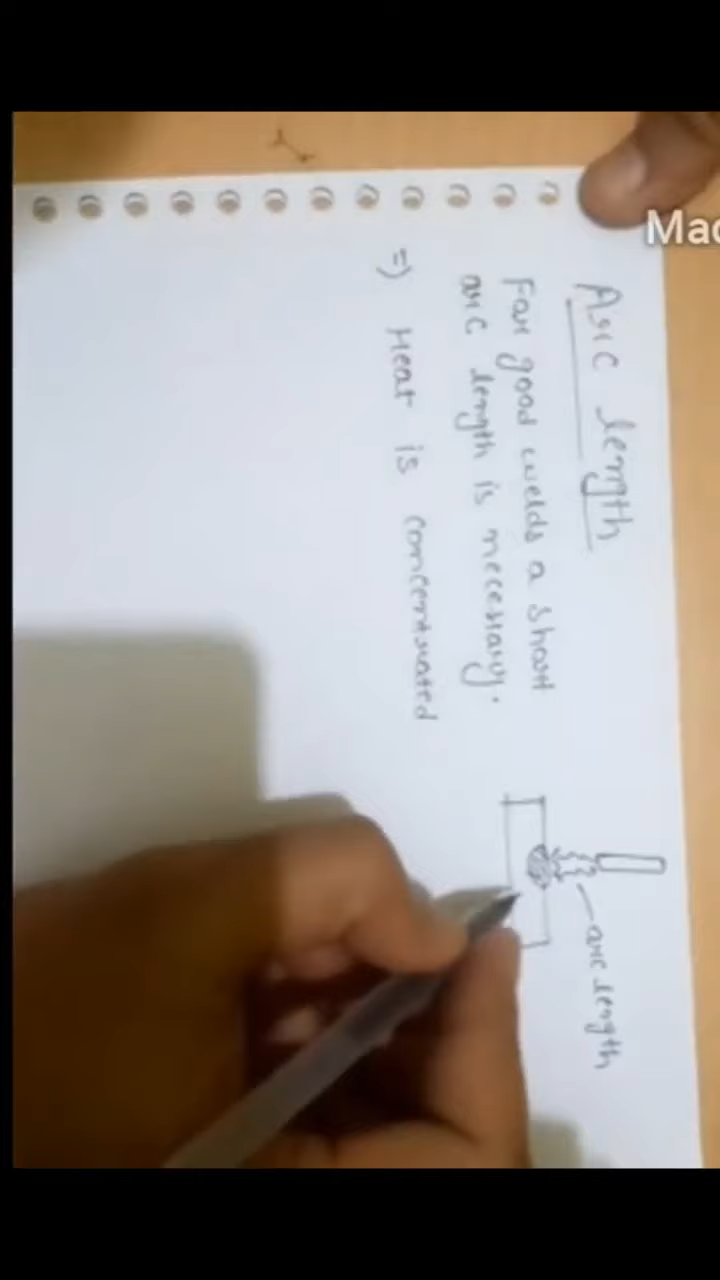 Arc length
For good welds a short
arc length is necessary.
=) Heat is concentrated
arc length
Mac